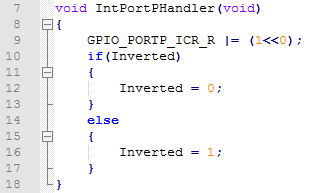 7 void IntPortPHandler(void)
8 {
9 GPIO_PORTP_ICR_R |= (1<<0);
10 if(Inverted)
11 {
12 Inverted = 0;
13 }
14 else
15 {
16 Inverted = 1;
17 }
18 }